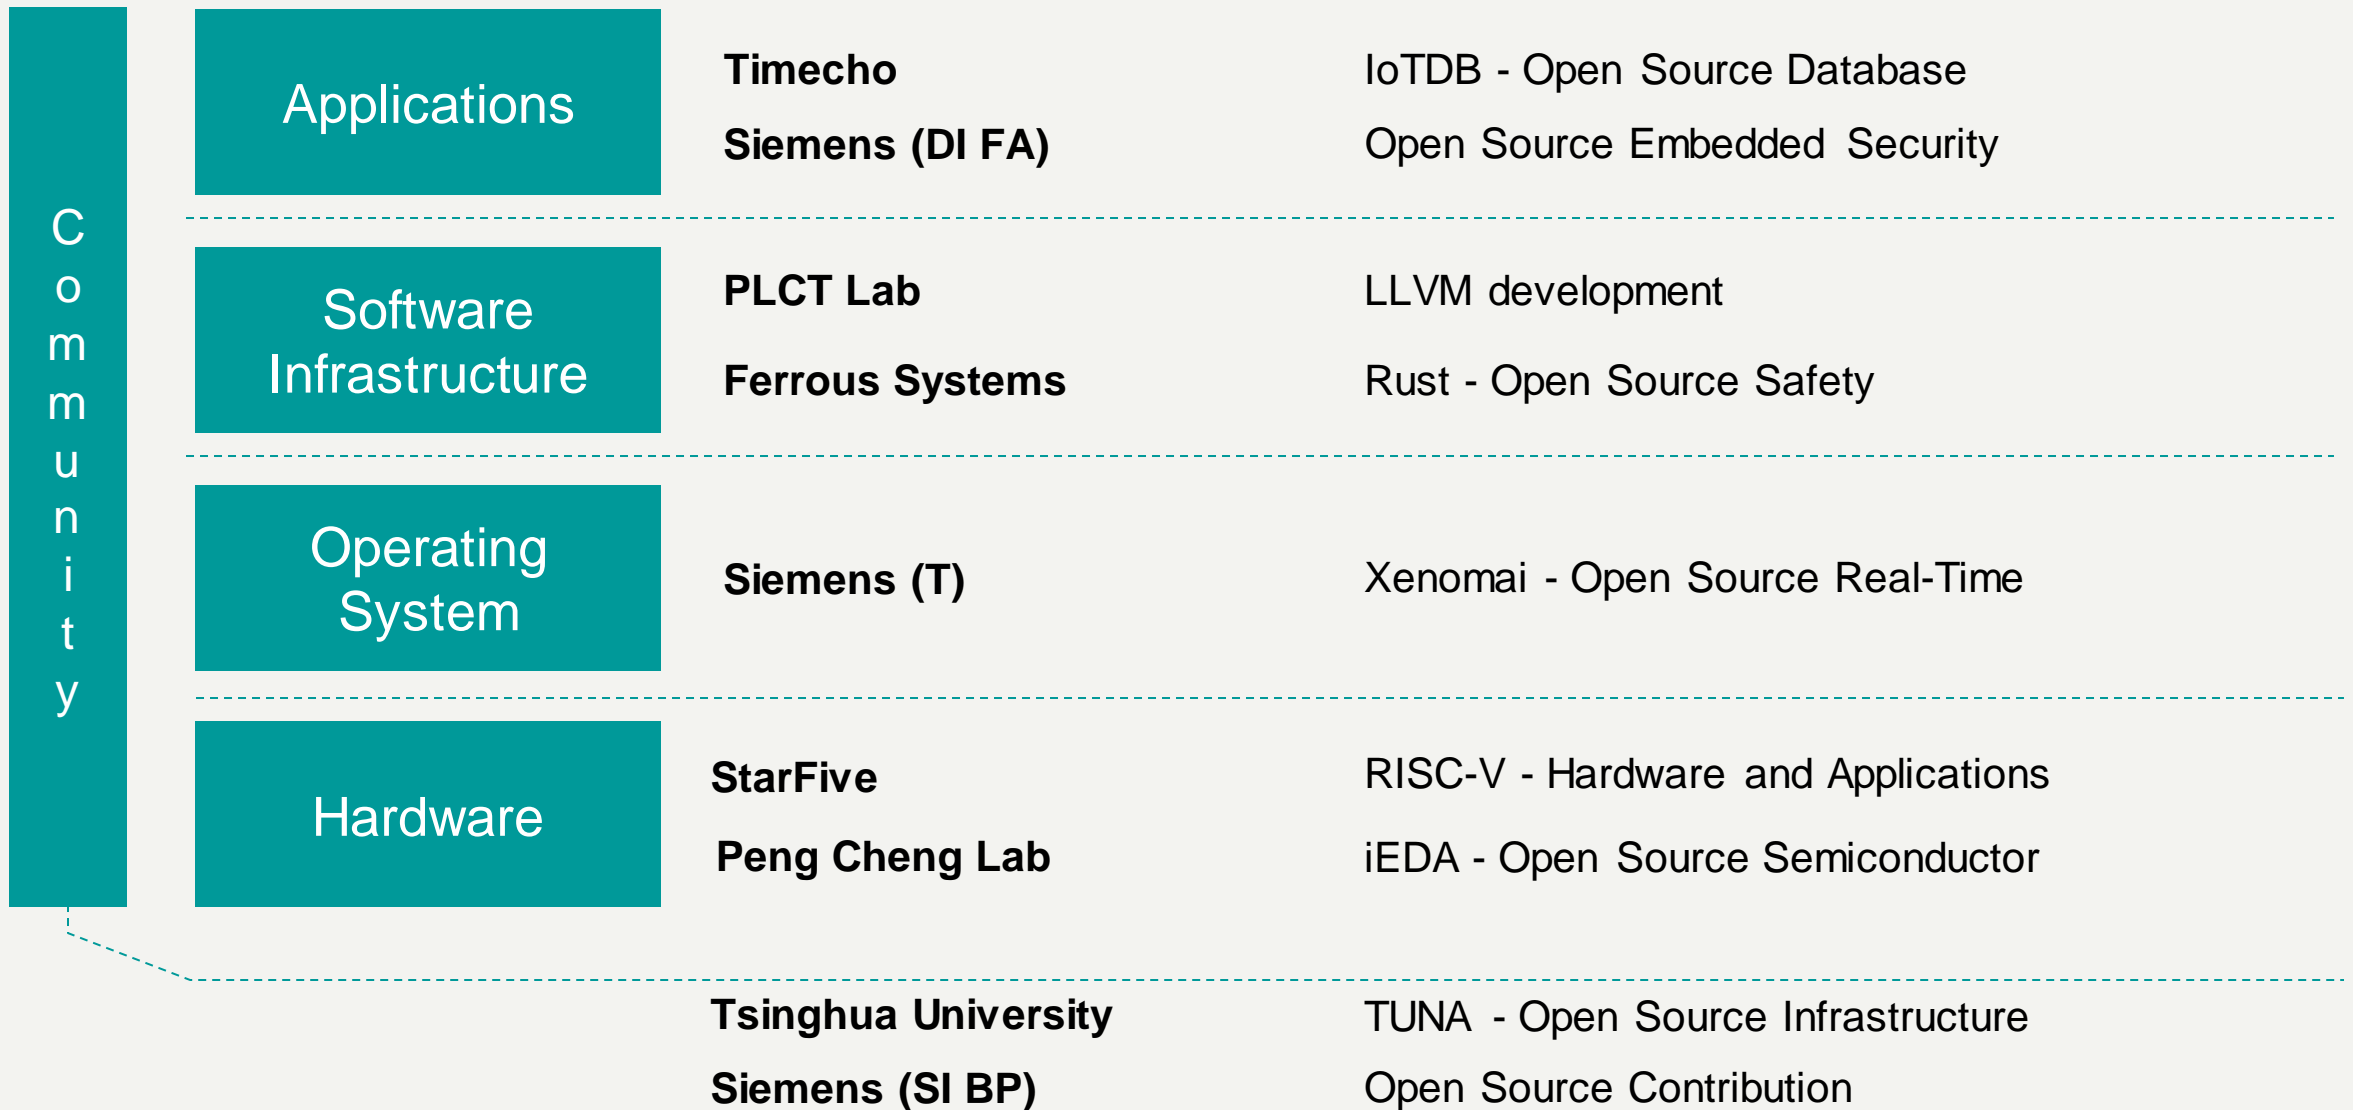 Community
Applications
Timecho
IoTDB - Open Source Database
Siemens (DI FA)
Open Source Embedded Security
Software
Infrastructure
PLCT Lab
LLVM development
Ferrous Systems
Rust - Open Source Safety
Operating
System
Siemens (T)
Xenomai - Open Source Real-Time
Hardware
StarFive
RISC-V - Hardware and Applications
Peng Cheng Lab
iEDA - Open Source Semiconductor
Tsinghua University
TUNA - Open Source Infrastructure
Siemens (SI BP)
Open Source Contribution